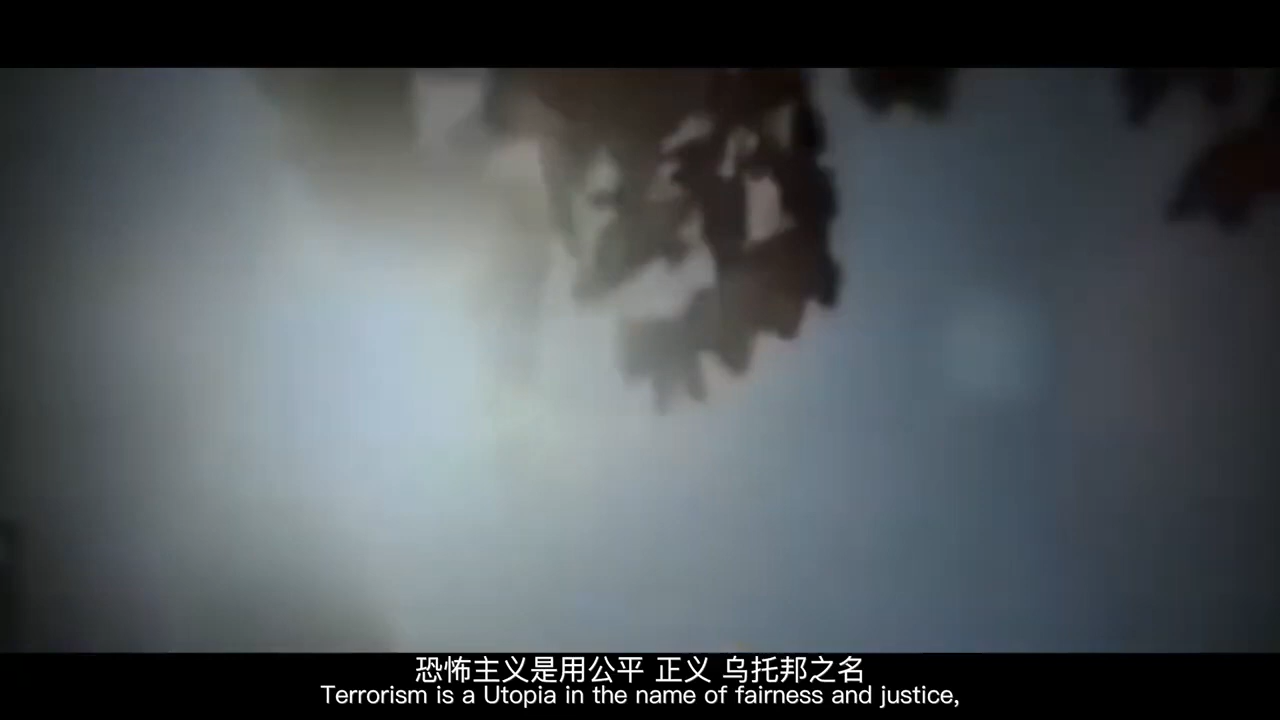 恐怖主义是用公平 正义 乌托邦之名
Terrorism is a Utopia in the name of fairness and justice,